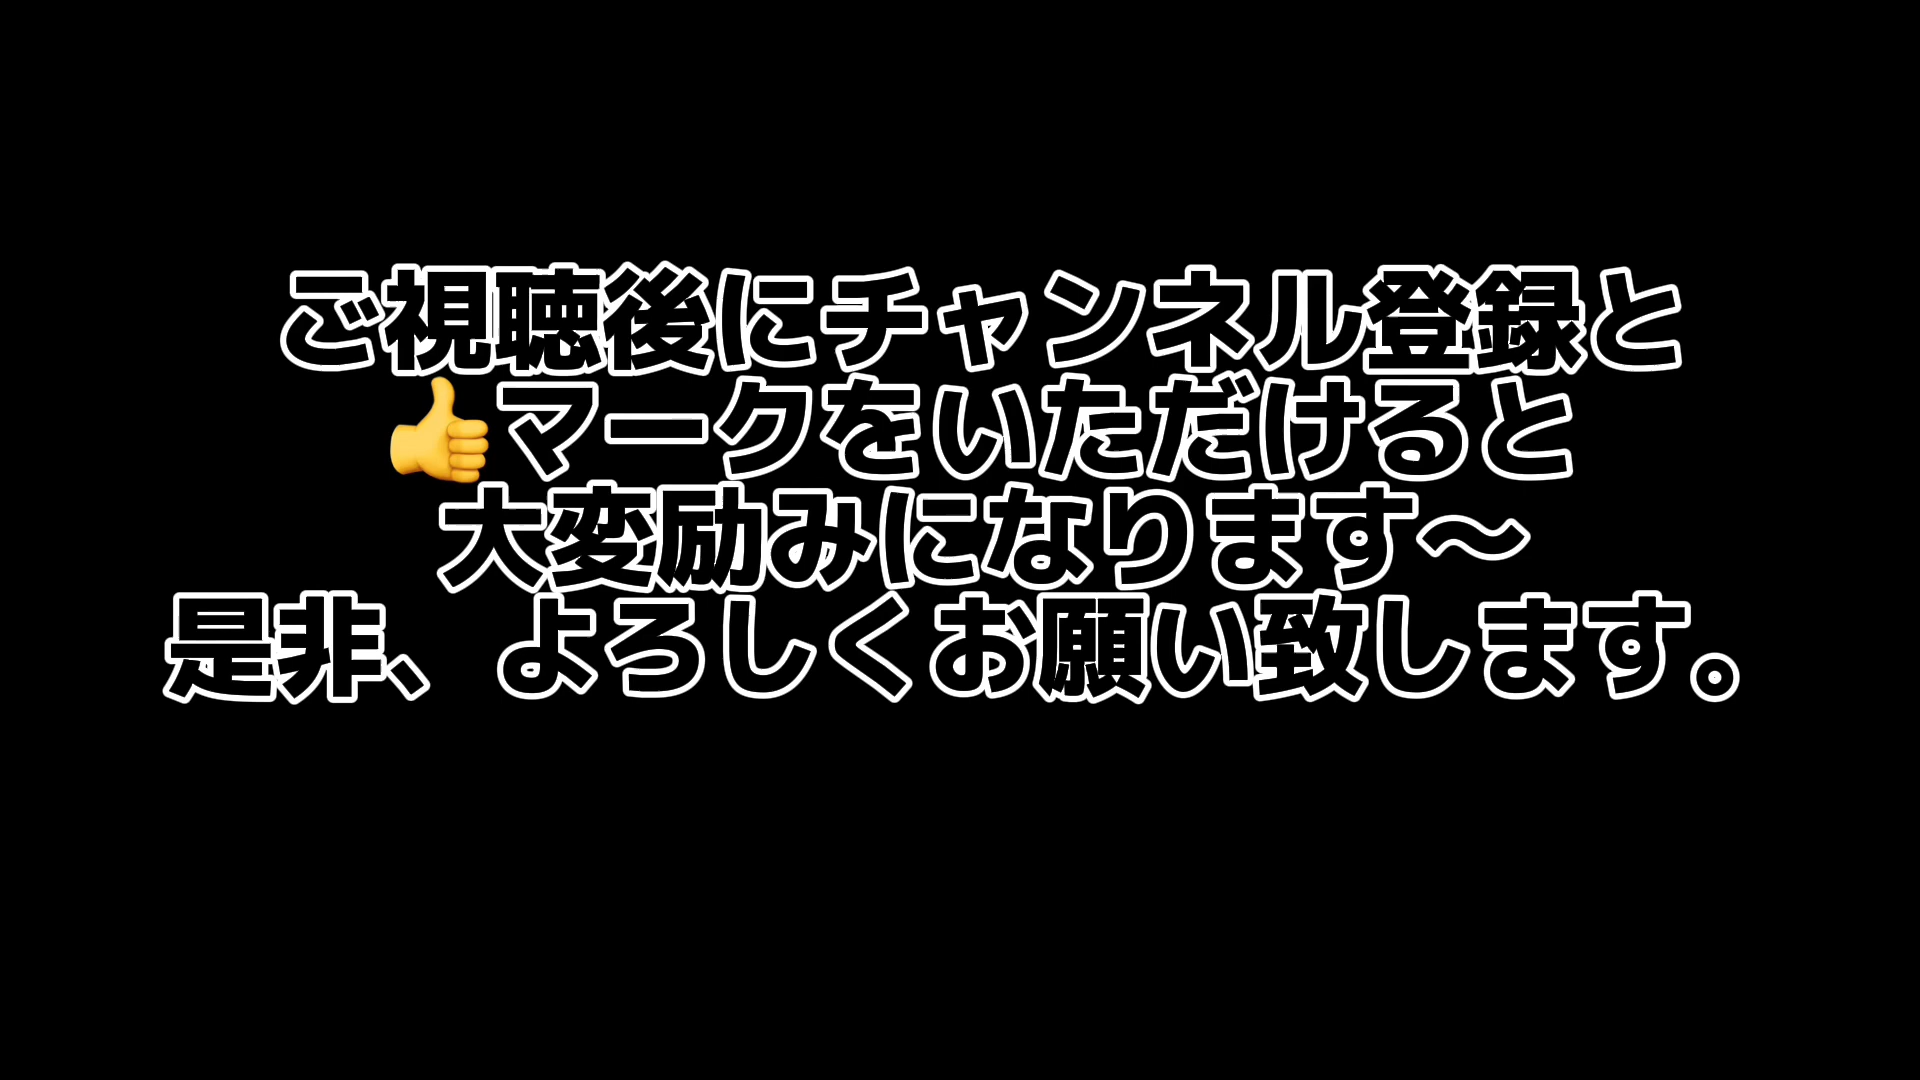 ご視聴後にチャンネル登録と
👍マークをいただけると
大変励みになります〜
是非、よろしくお願い致します。